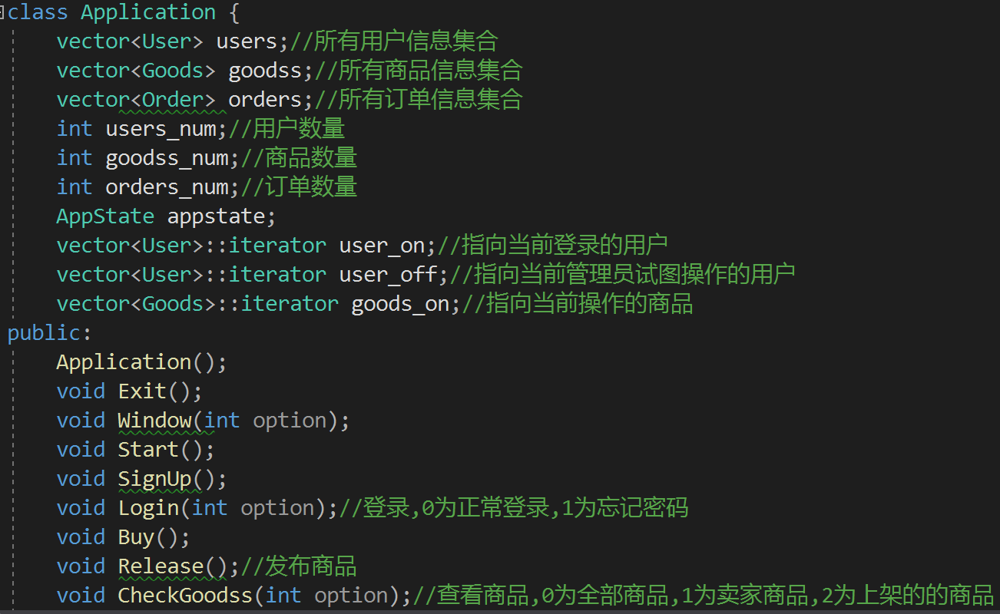 class Application {
vector<User> users;//所有用户信息集合
vector<Goods> goodss;//所有商品信息集合
vector<Order> orders;//所有订单信息集合
int users_num;//用户数量
int goodss_num;//商品数量
int orders_num;//订单数量
AppState appstate;
vector<User>::iterator user_on;//指向当前登录的用户
vector<User>::iterator user_off;//指向当前管理员试图操作的用户
vector<Goods>::iterator goods_on;//指向当前操作的商品
public:
Application();
void Exit();
void Window(int option);
void Start();
void SignUp();
void Login(int option);//登录,0为正常登录,1为忘记密码
void Buy();
void Release();//发布商品
void CheckGoodss(int option);//查看商品,0为全部商品,1为卖家商品,2为上架的的商品